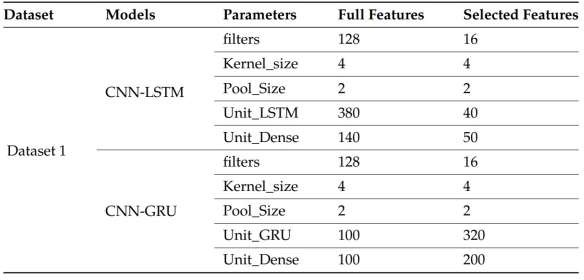 Dataset Models Parameters Full Features Selected Features
filters 128 16
Kernel_size 4 4
CNN-LSTM Pool_Size 2 2
Unit_LSTM 380 40
Unit_Dense 140 50
Dataset 1
filters 128 16
Kernel_size 4 4
CNN-GRU Pool_Size 2 2
Unit_GRU 100 320
Unit_Dense 100 200